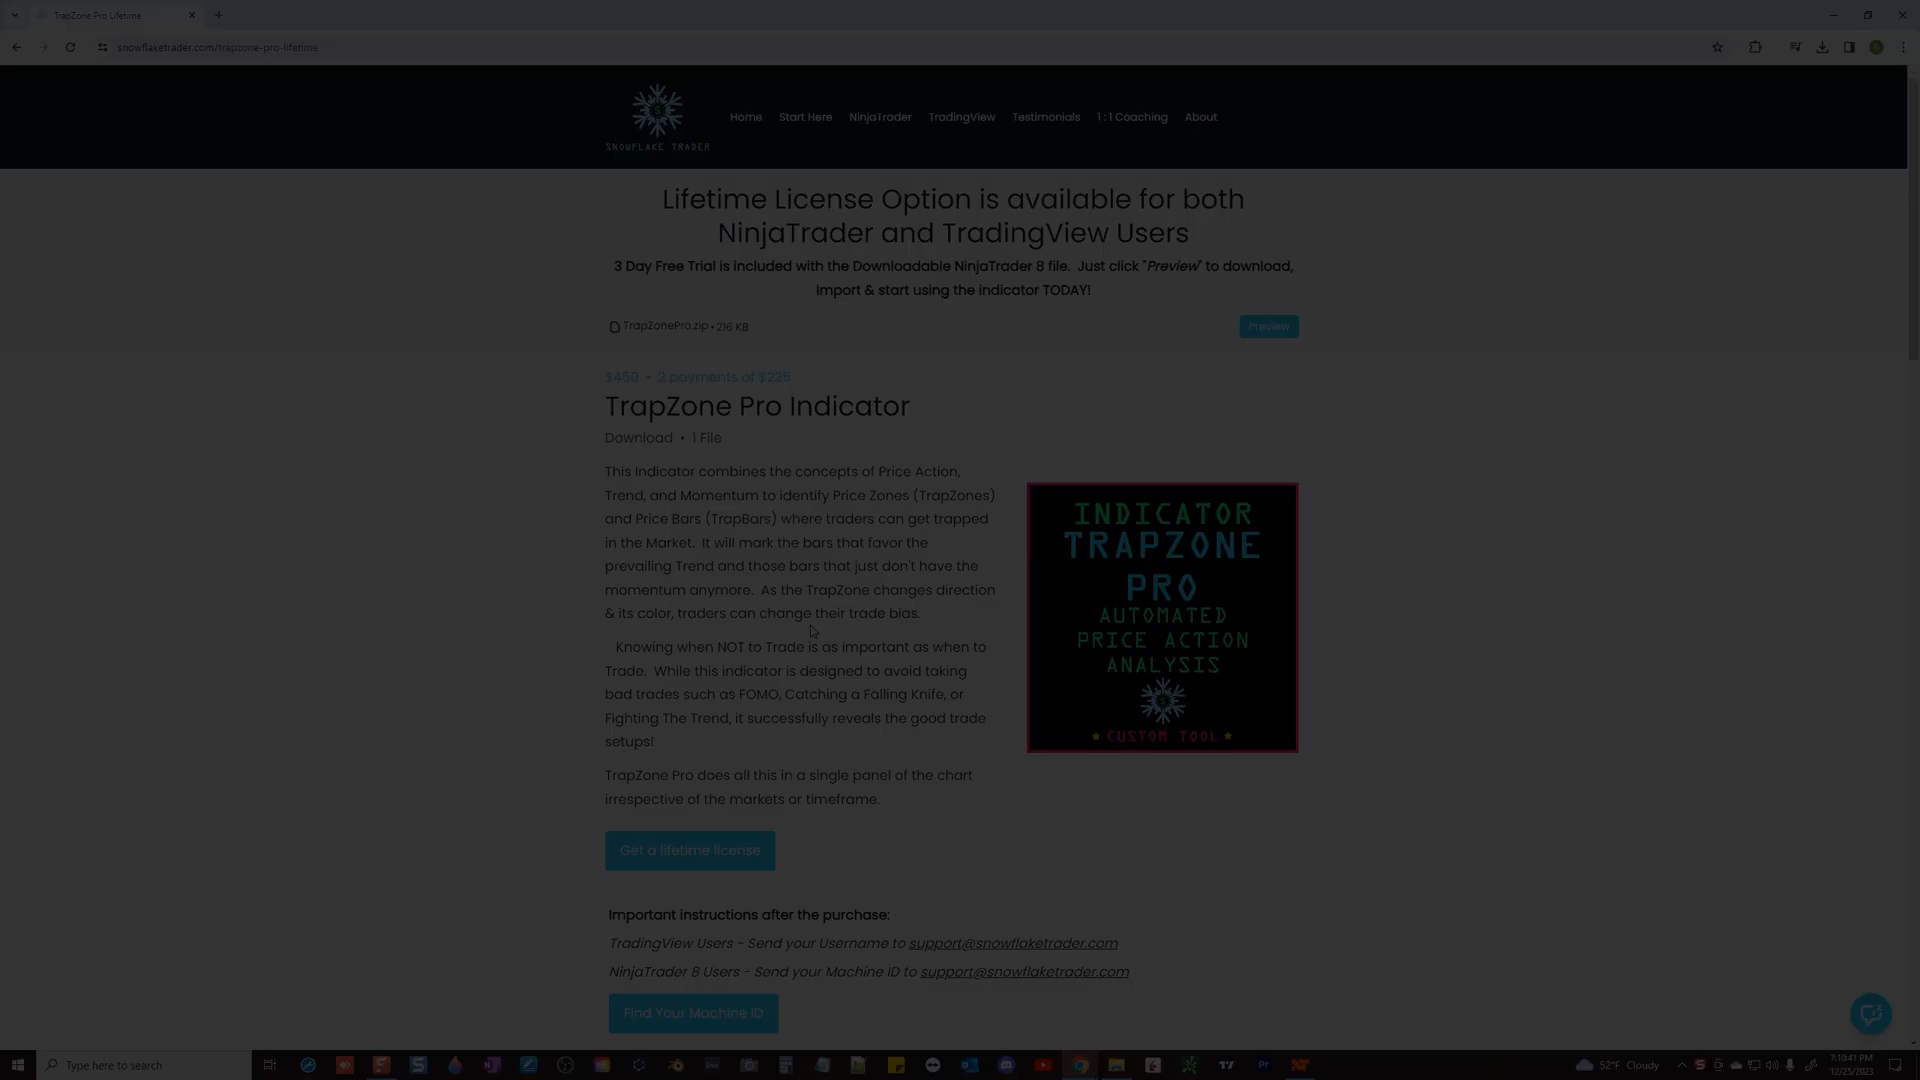 TrapZone Pro Lifetime
snowflaketrader.com/trapzone-pro-lifetime
SNOWFLAKE TRADER
Home Start Here NinjaTrader TradingView Testimonials 1 : 1 Coaching About
Lifetime License Option is available for both
NinjaTrader and TradingView Users
3 Day Free Trial is included with the Downloadable NinjaTrader 8 file. Just click "Preview" to download,
Import & start using the indicator TODAY!
TrapZonePro.zip • 216 KB
Preview
$450 • 2 payments of $225
TrapZone Pro Indicator
Download • 1 File
This Indicator combines the concepts of Price Action,
Trend, and Momentum to identify Price Zones (TrapZones)
and Price Bars (TrapBars) where traders can get trapped
in the Market. It will mark the bars that favor the
prevailing Trend and those bars that just don't have the
momentum anymore. As the TrapZone changes direction
& its color, traders can change their trade bias.
Knowing when NOT to Trade is as important as when to
Trade. While this indicator is designed to avoid taking
bad trades such as FOMO, Catching a Falling Knife, or
Fighting The Trend, it successfully reveals the good trade
setups!
TrapZone Pro does all this in a single panel of the chart
irrespective of the markets or timeframe.
INDICATOR
TRAPZONE
PRO
AUTOMATED
PRICE ACTION
ANALYSIS
★ CUSTOM TOOL ★
Get a lifetime license
Important instructions after the purchase:
TradingView Users - Send your Username to support@snowflaketrader.com
NinjaTrader 8 Users - Send your Machine ID to support@snowflaketrader.com
Find Your Machine ID
Type here to search
52°F Cloudy
7:10:41 PM
12/25/2023